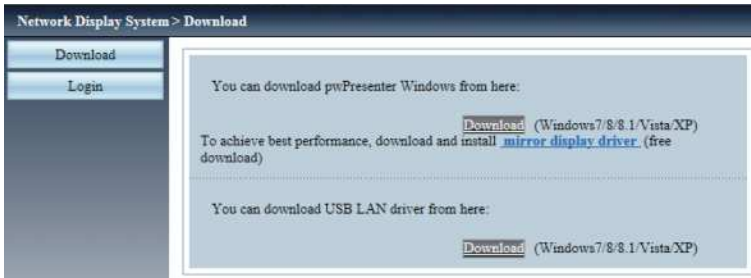 Network Display System > Download
Download
Login
You can download pwPresenter Windows from here:
Download (Windows7/8/8.1/Vista/XP)
To achieve best performance, download and install mirror display driver (free
download)
You can download USB LAN driver from here:
Download (Windows7/8/8.1/Vista/XP)